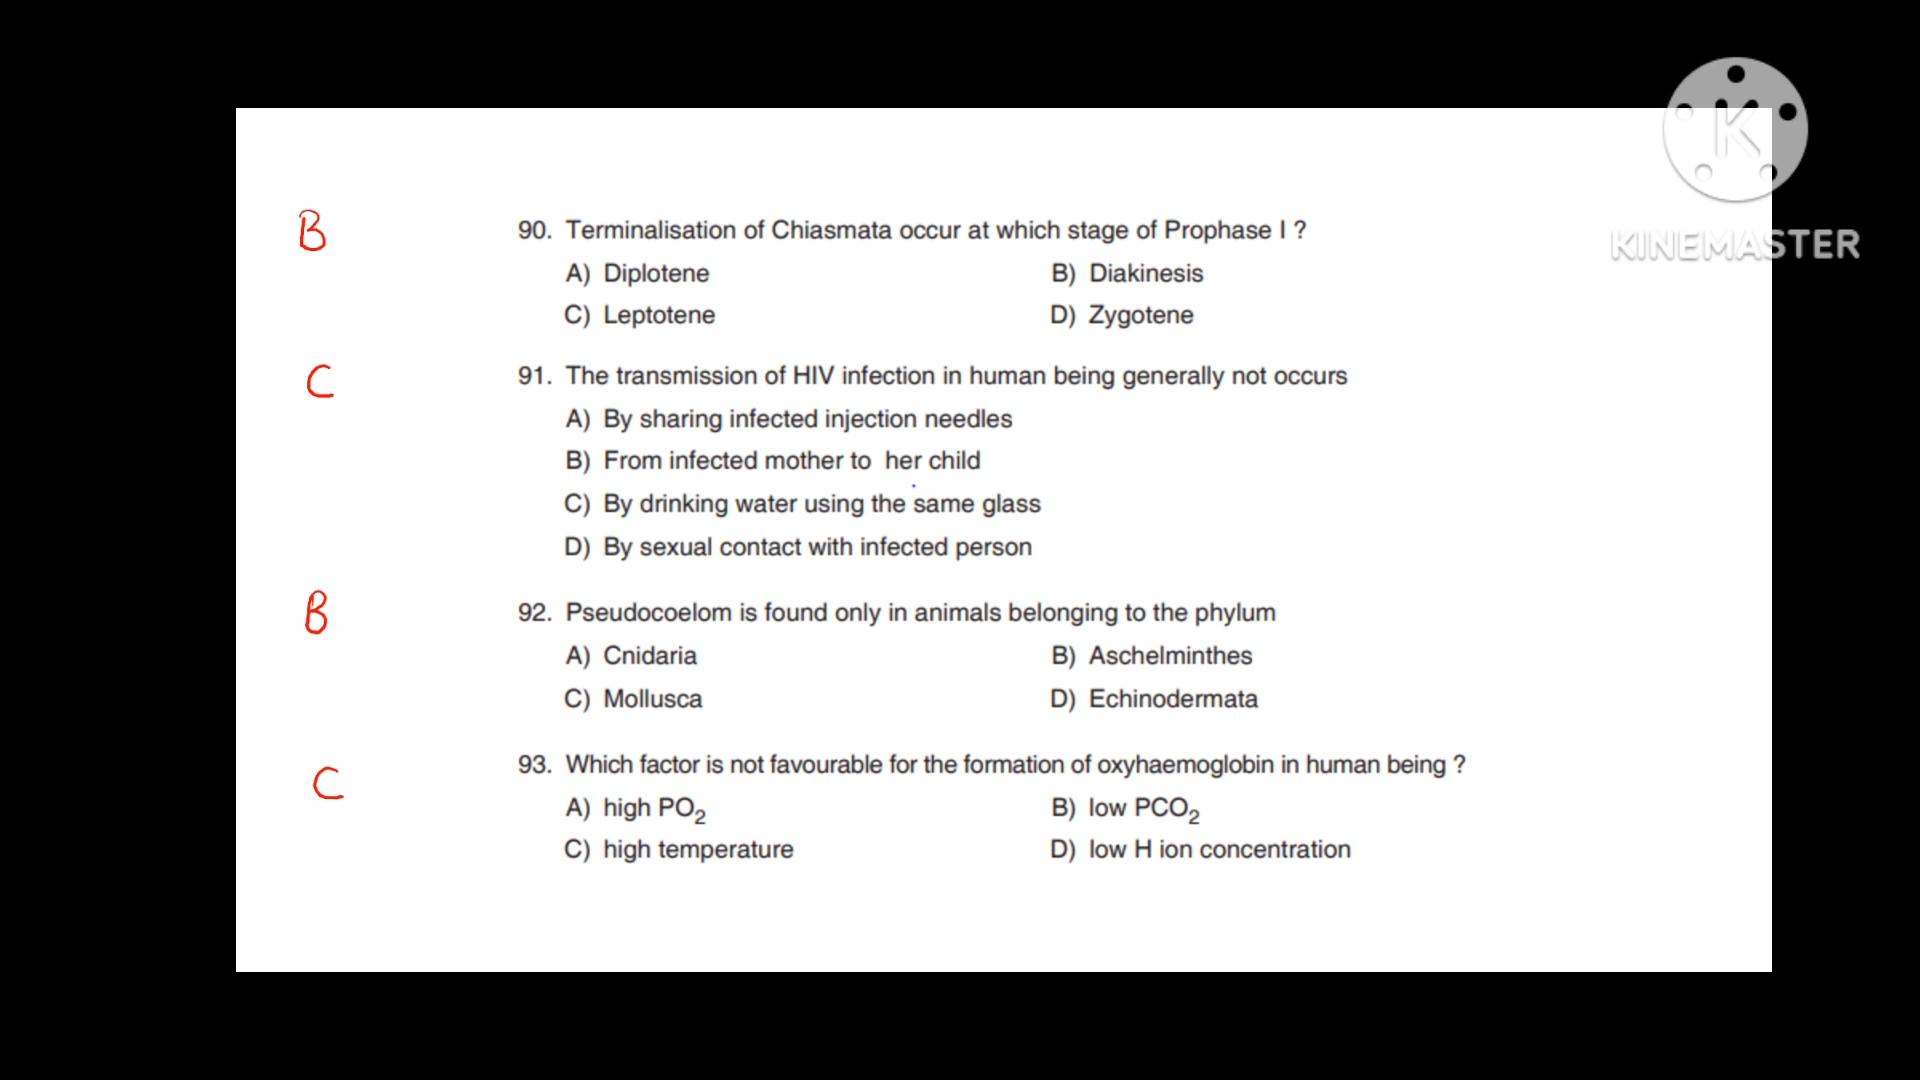 K
KINEMASTER
B
90. Terminalisation of Chiasmata occur at which stage of Prophase I ?
A) Diplotene B) Diakinesis
C) Leptotene D) Zygotene
C
91. The transmission of HIV infection in human being generally not occurs
A) By sharing infected injection needles
B) From infected mother to her child
C) By drinking water using the same glass
D) By sexual contact with infected person
B
92. Pseudocoelom is found only in animals belonging to the phylum
A) Cnidaria B) Aschelminthes
C) Mollusca D) Echinodermata
C
93. Which factor is not favourable for the formation of oxyhaemoglobin in human being ?
A) high PO₂ B) low PCO₂
C) high temperature D) low H ion concentration